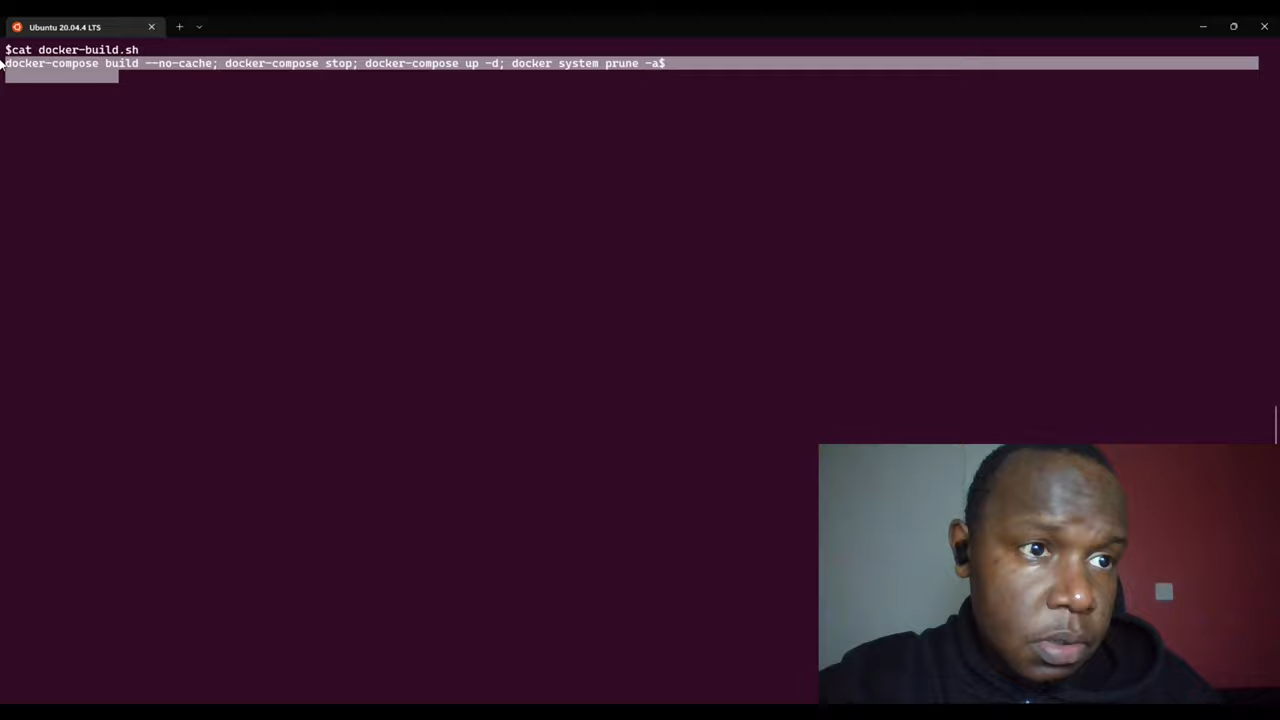 Ubuntu 20.04.4 LTS
$cat docker-build.sh
docker-compose build --no-cache; docker-compose stop; docker-compose up -d; docker system prune -a$